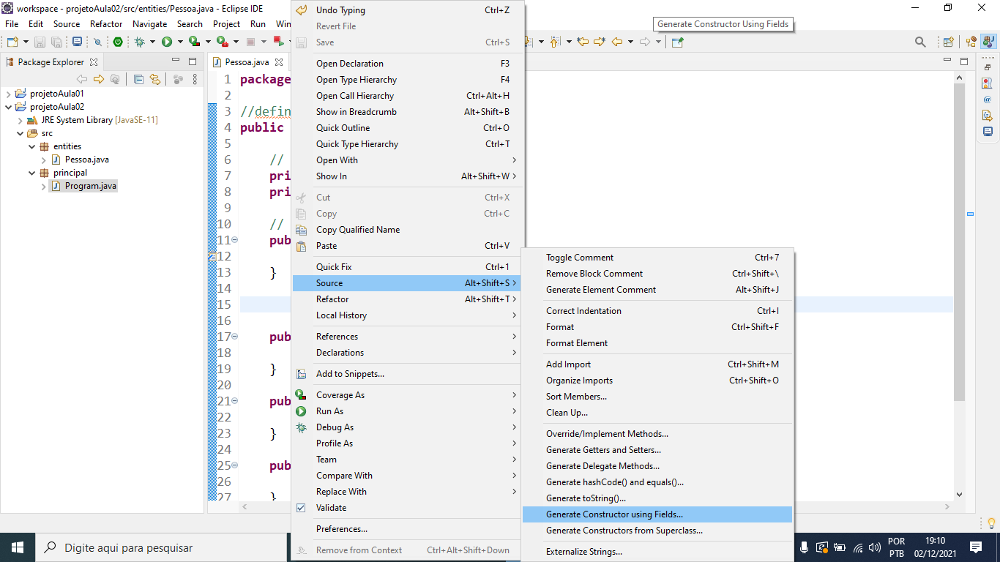 workspace - projetoAula02/src/entities/Pessoa.java - Eclipse IDE
File Edit Source Refactor Navigate Search Project Run
Generate Constructor Using Fields
Package Explorer
projetoAula01
projetoAula02
JRE System Library [JavaSE-11]
src
entities
Pessoa.java
principal
Program.java
Pessoa.java
1 package
2
3 //defin
4 public
5
6 //
7 pri
8 pri
9
10 //
11 pub
12
13 }
14
15
16
17 pub
18
19 }
20
21 pub
22
23 }
24
25 pub
26
27 }
Undo Typing Ctrl+Z
Revert File
Save Ctrl+S
Open Declaration F3
Open Type Hierarchy F4
Open Call Hierarchy Ctrl+Alt+H
Show in Breadcrumb Alt+Shift+B
Quick Outline Ctrl+O
Quick Type Hierarchy Ctrl+T
Open With
Show In Alt+Shift+W
Cut Ctrl+X
Copy Ctrl+C
Copy Qualified Name
Paste Ctrl+V
Quick Fix Ctrl+1
Source Alt+Shift+S
Refactor Alt+Shift+T
Local History
References
Declarations
Add to Snippets...
Coverage As
Run As
Debug As
Profile As
Team
Compare With
Replace With
Validate
Preferences...
Remove from Context Ctrl+Alt+Shift+Down
Toggle Comment Ctrl+7
Remove Block Comment Ctrl+Shift+\
Generate Element Comment Alt+Shift+J
Correct Indentation Ctrl+I
Format Ctrl+Shift+F
Format Element
Add Import Ctrl+Shift+M
Organize Imports Ctrl+Shift+O
Sort Members...
Clean Up...
Override/Implement Methods...
Generate Getters and Setters...
Generate Delegate Methods...
Generate hashCode() and equals()...
Generate toString()...
Generate Constructor using Fields...
Generate Constructors from Superclass...
Externalize Strings...
Digite aqui para pesquisar
POR
PTB
19:10
02/12/2021